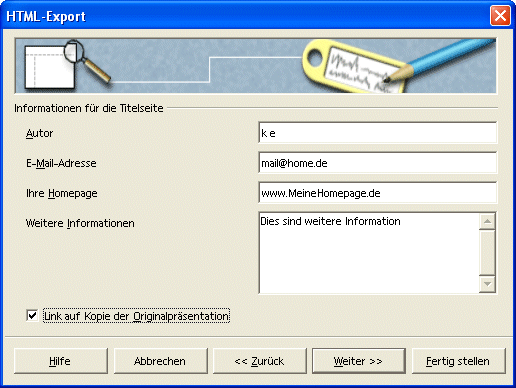 HTML-Export
Informationen für die Titelseite
Autor
k e
E-Mail-Adresse
mail@home.de
Ihre Homepage
www.MeineHomepage.de
Weitere Informationen
Dies sind weitere Information
Link auf Kopie der Originalpräsentation
Hilfe
Abbrechen
<< Zurück
Weiter >>
Fertig stellen